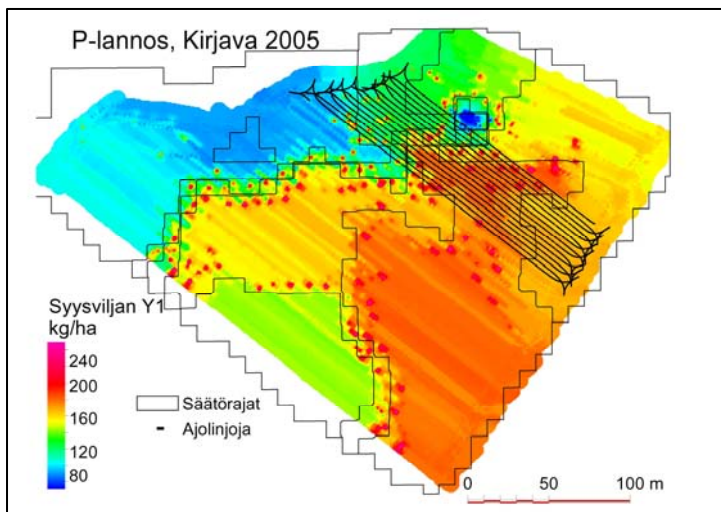 P-lannos, Kirjava 2005
Syysviljan Y1
kg/ha
240
200
160
120
80
Säätörajat
Ajolinjoja
0 50 100 m